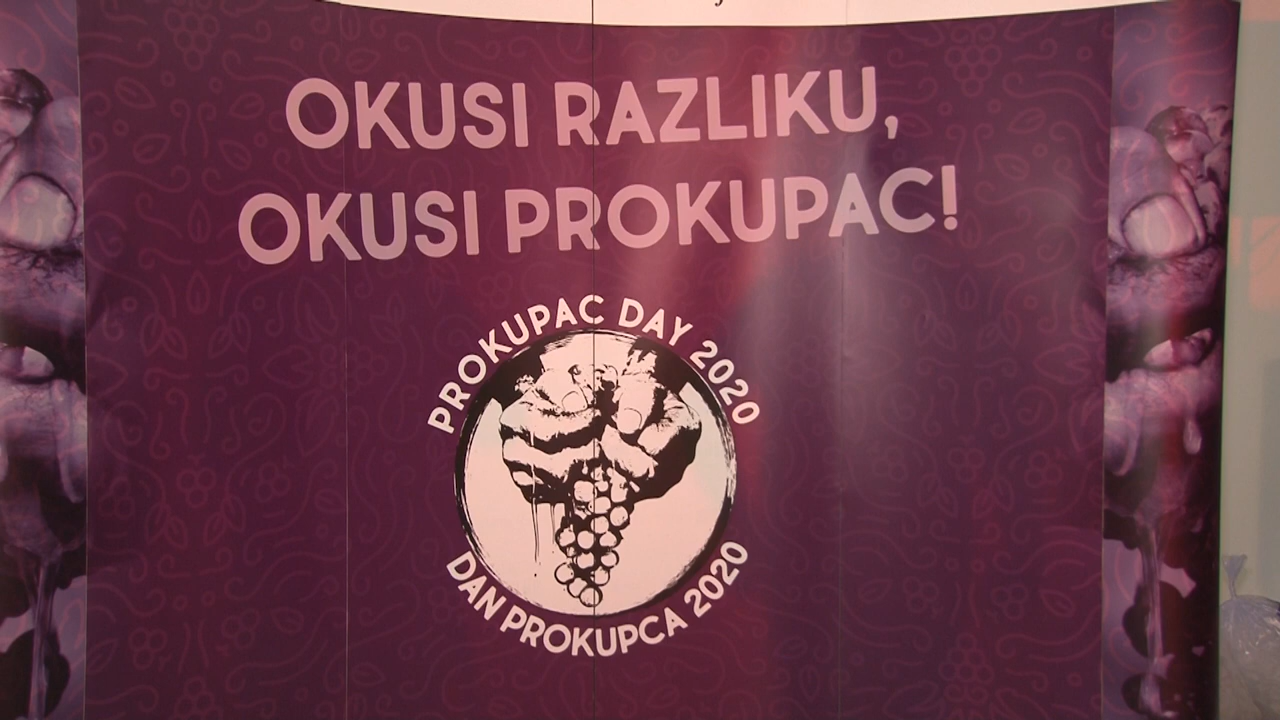 OKUSI RAZLIKU,
OKUSI PROKUPAC!
PROKUPAC DAY 2020
DAN PROKUPCA 2020